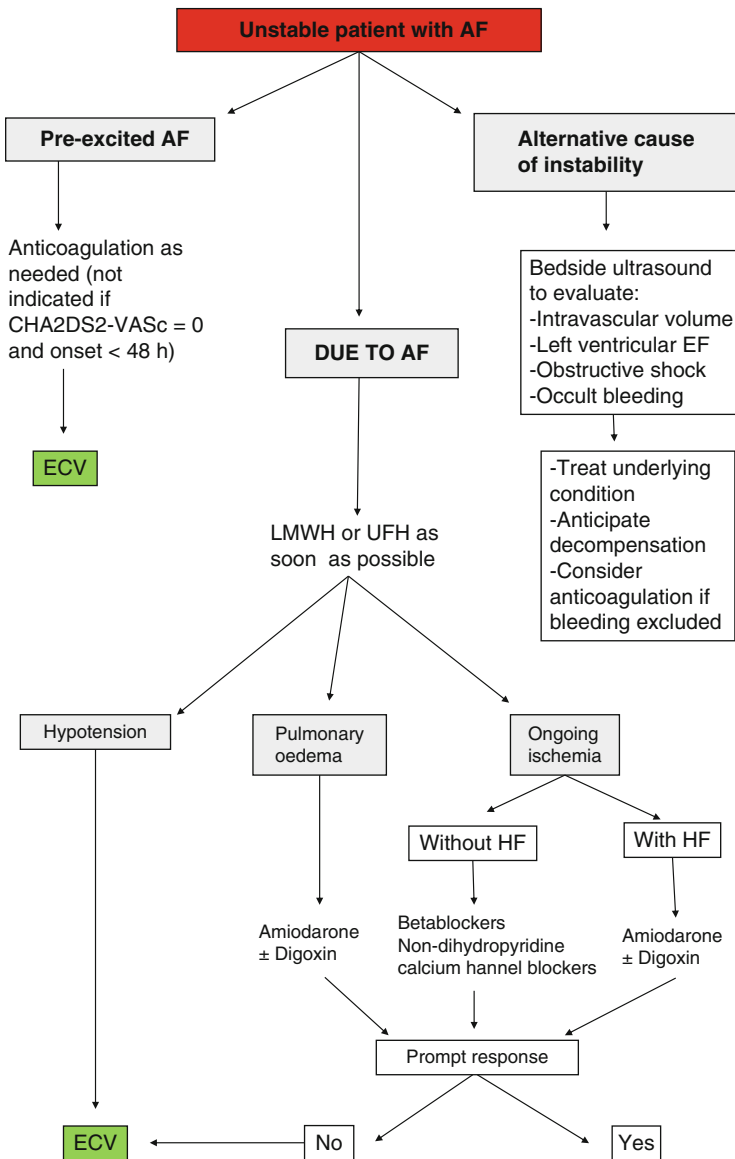 Unstable patient with AF
Pre-excited AF
Alternative cause
of instability
Anticoagulation as
needed (not
indicated if
CHA2DS2-VASc = 0
and onset < 48 h)
ECV
DUE TO AF
Bedside ultrasound
to evaluate:
-Intravascular volume
-Left ventricular EF
-Obstructive shock
-Occult bleeding
-Treat underlying
condition
-Anticipate
decompensation
-Consider
anticoagulation if
bleeding excluded
LMWH or UFH as
soon as possible
Hypotension
Pulmonary
oedema
Ongoing
ischemia
Without HF
With HF
Amiodarone
± Digoxin
Betablockers
Non-dihydropyridine
calcium hannel blockers
Amiodarone
± Digoxin
Prompt response
ECV
No
Yes